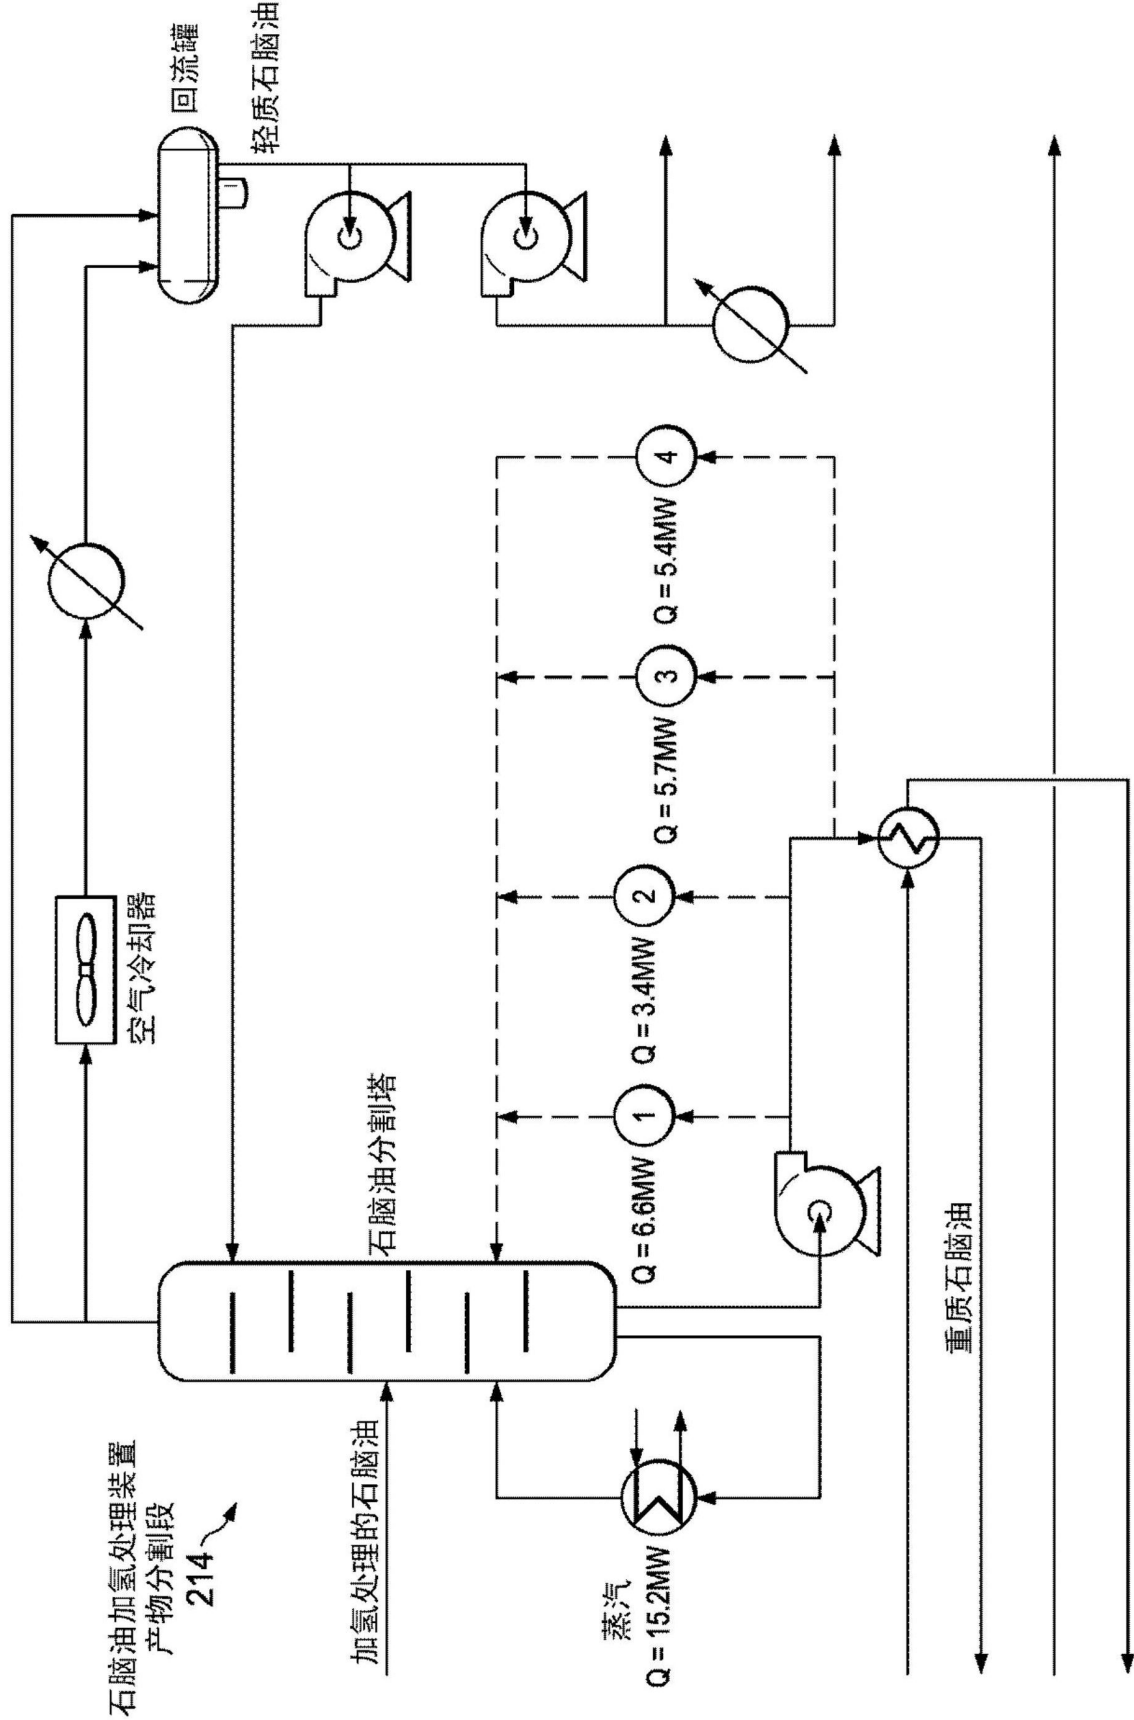 石脑油加氢处理装置
产物分割段
214
空气冷却器
回流罐
轻质石脑油
石脑油分割塔
加氢处理的石脑油
蒸汽
Q = 15.2MW
Q = 6.6MW
1
Q = 3.4MW
2
Q = 5.7MW
3
Q = 5.4MW
4
重质石脑油